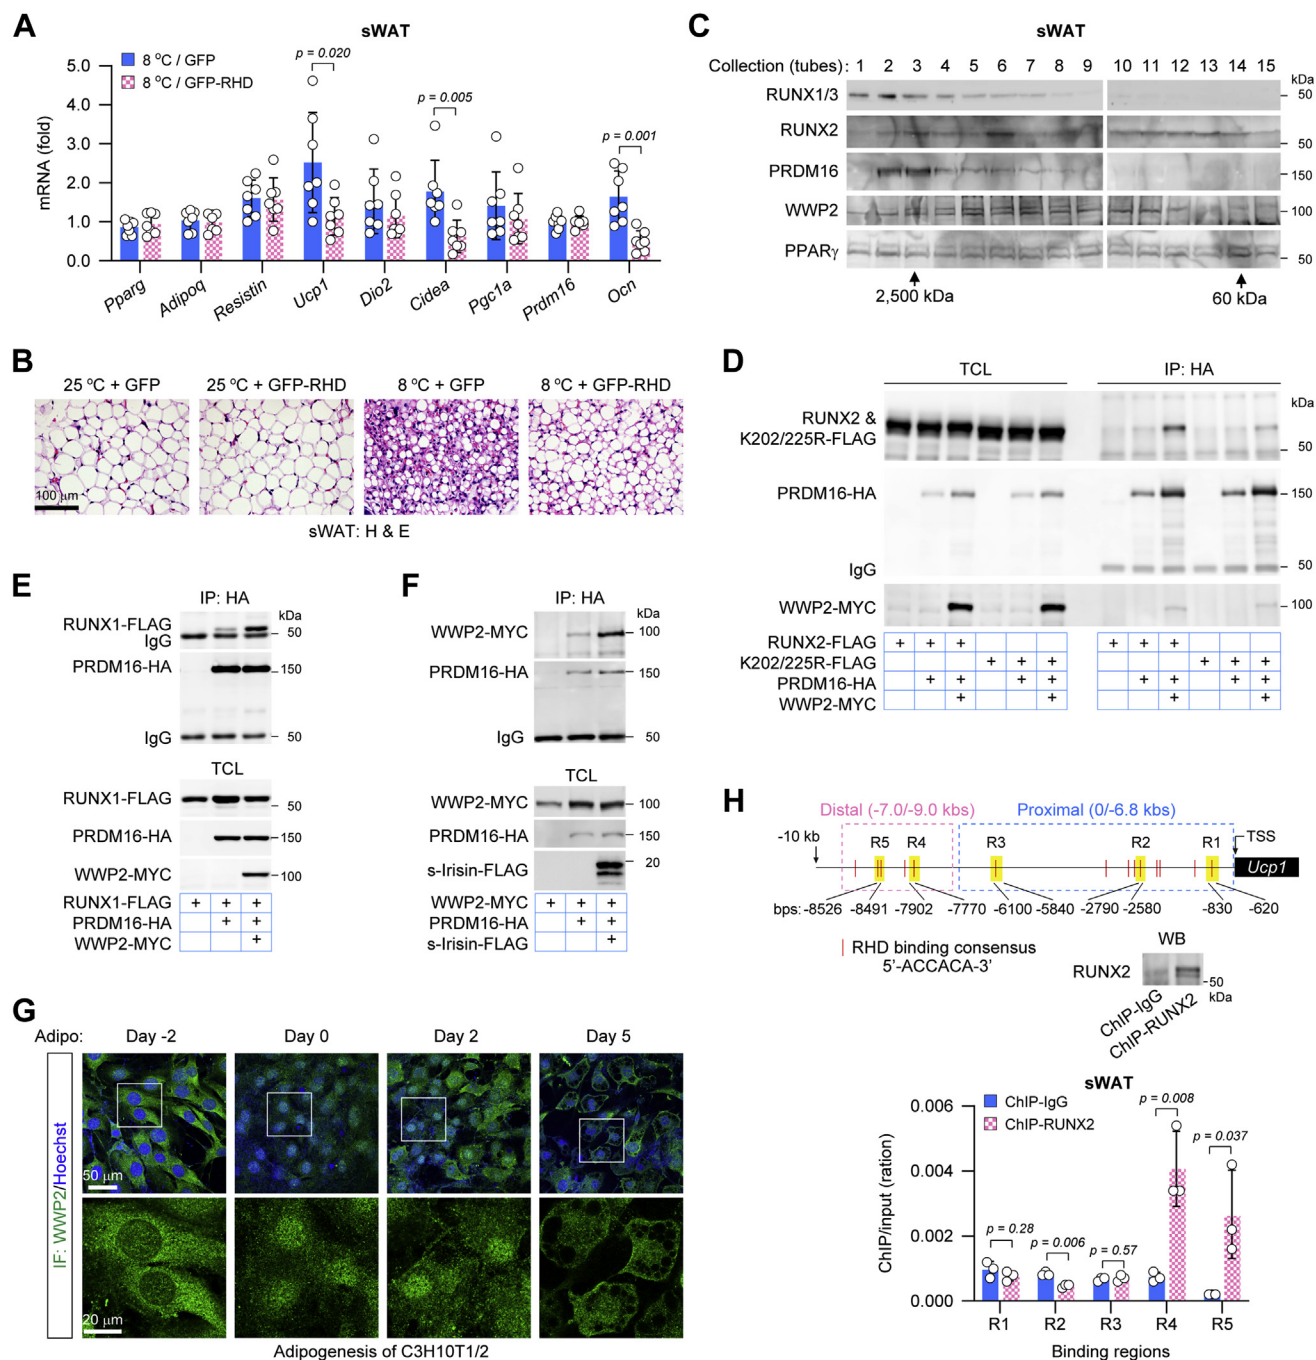 A
sWAT
8 ºC / GFP
8 ºC / GFP-RHD
mRNA (fold)
5.0
4.0
3.0
2.0
1.0
0.0
p = 0.020
p = 0.005
p = 0.001
Pparg
Adipoq
Resistin
Ucp1
Dio2
Cidea
Pgc1a
Prdm16
Ocn
B
25 ºC + GFP
25 ºC + GFP-RHD
8 ºC + GFP
8 ºC + GFP-RHD
100 μm
sWAT: H & E
C
sWAT
Collection (tubes) : 1 2 3 4 5 6 7 8 9 10 11 12 13 14 15
kDa
RUNX1/3
50
RUNX2
50
PRDM16
150
WWP2
100
PPARγ
50
2,500 kDa
60 kDa
D
TCL
IP: HA
kDa
RUNX2 &
K202/225R-FLAG
50
PRDM16-HA
150
IgG
50
WWP2-MYC
100
RUNX2-FLAG + + + + + +
K202/225R-FLAG + + + + + +
PRDM16-HA + + + + + + + +
WWP2-MYC + + + +
E
IP: HA
kDa
RUNX1-FLAG
IgG
50
PRDM16-HA
150
IgG
50
TCL
RUNX1-FLAG
50
PRDM16-HA
150
WWP2-MYC
100
RUNX1-FLAG + + +
PRDM16-HA + +
WWP2-MYC +
F
IP: HA
kDa
WWP2-MYC
100
PRDM16-HA
150
IgG
50
TCL
WWP2-MYC
100
PRDM16-HA
150
s-Irisin-FLAG
20
WWP2-MYC + + +
PRDM16-HA + +
s-Irisin-FLAG +
G
Adipo: Day -2 Day 0 Day 2 Day 5
IF: WWP2/Hoechst
50 μm
20 μm
Adipogenesis of C3H10T1/2
H
Distal (-7.0/-9.0 kbs)
Proximal (0/-6.8 kbs)
-10 kb
R5
R4
R3
R2
R1
TSS
Ucp1
bps: -8526 -8491 -7902 -7770 -6100 -5840 -2790 -2580 -830 -620
RHD binding consensus
5'-ACCACA-3'
WB
RUNX2
50
kDa
ChIP-IgG
ChIP-RUNX2
sWAT
ChIP-IgG
ChIP-RUNX2
ChIP/input (ration)
0.006
0.004
0.002
0.000
p = 0.28
p = 0.006
p = 0.57
p = 0.008
p = 0.037
R1
R2
R3
R4
R5
Binding regions